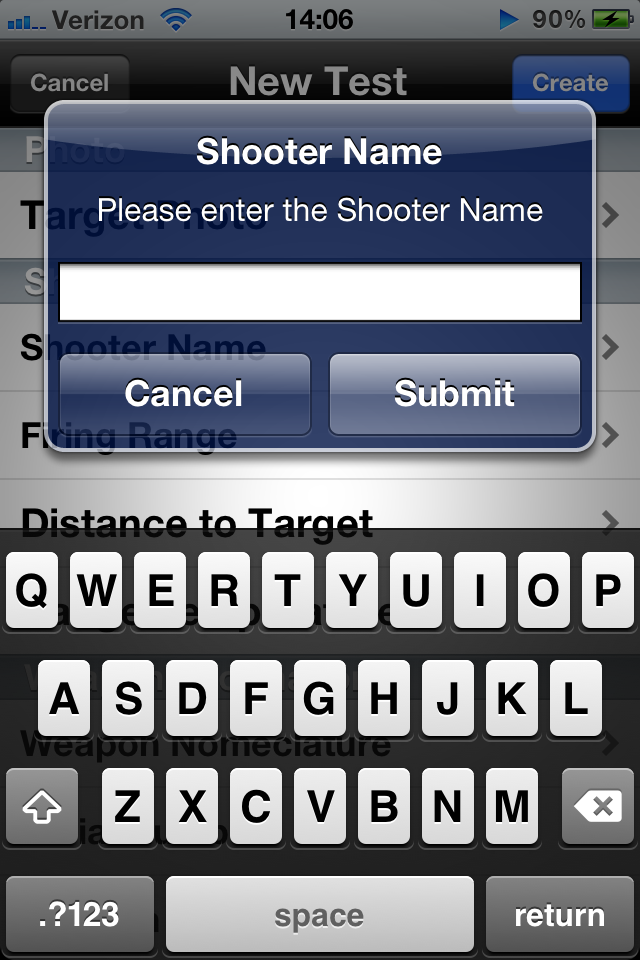 Verizon 14:06 90%
Cancel New Test Create
Photo
Shooter Name
Target Photo
Please enter the Shooter Name
Shooter Name
Cancel Submit
Firing Range
Distance to Target
Q W E R T Y U I O P
A S D F G H J K L
Weapon Nomeclature
Z X C V B N M
.?123 space return